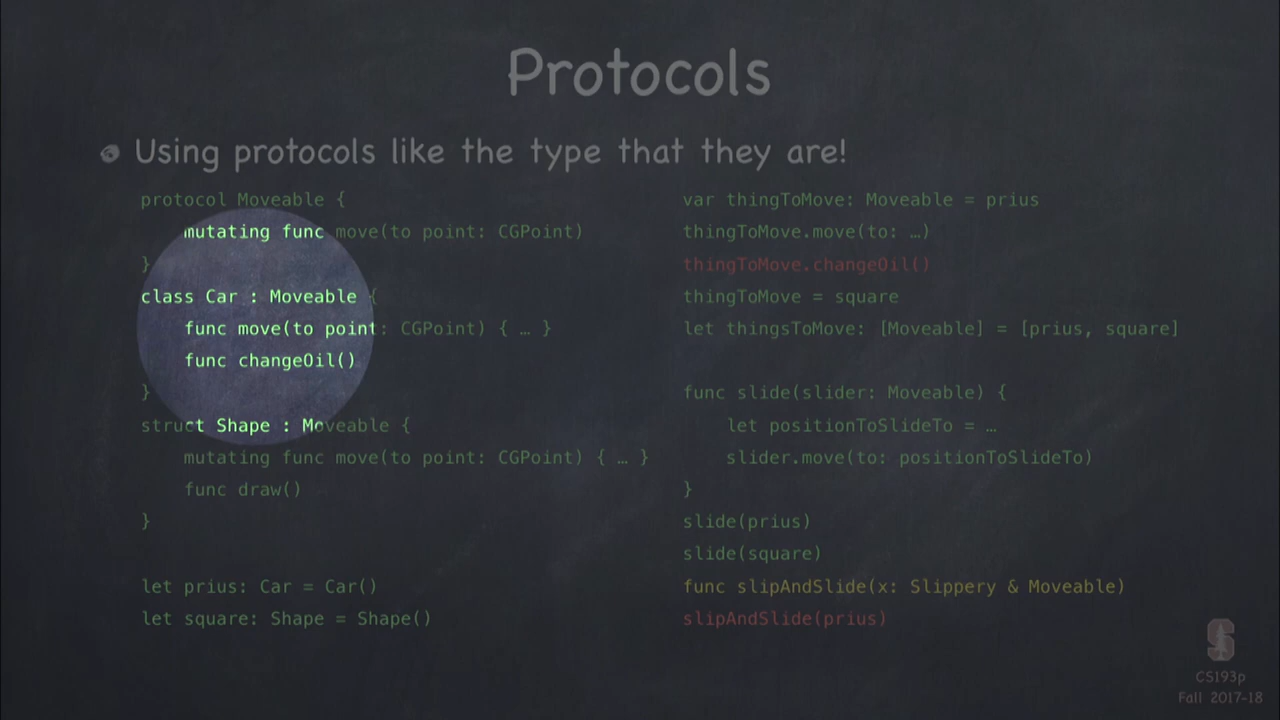 Protocols
Using protocols like the type that they are!
protocol Moveable {
mutating func move(to point: CGPoint)
}
class Car : Moveable {
func move(to point: CGPoint) { … }
func changeOil()
}
struct Shape : Moveable {
mutating func move(to point: CGPoint) { … }
func draw()
}
let prius: Car = Car()
let square: Shape = Shape()
var thingToMove: Moveable = prius
thingToMove.move(to: …)
thingToMove.changeOil()
thingToMove = square
let thingsToMove: [Moveable] = [prius, square]
func slide(slider: Moveable) {
let positionToSlideTo = …
slider.move(to: positionToSlideTo)
}
slide(prius)
slide(square)
func slipAndSlide(x: Slippery & Moveable)
slipAndSlide(prius)
S
CS193p
Fall 2017-18